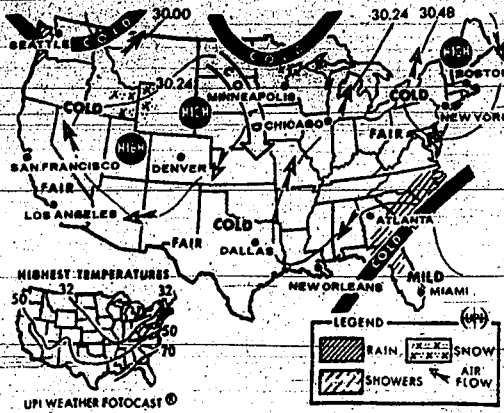 30.00
30.24 30.48
SEATTLE
COLD
COLD
HIGH
BOSTON
30.24
MINNEAPOLIS
COLD
HIGH
COLD
NEW YORK
CHICAGO
HIGH
FAIR
SAN FRANCISCO
DENVER
FAIR
LOS ANGELES
ATLANTA
COLD
FAIR
DALLAS
COLD
NEW ORLEANS
MILD
MIAMI
HIGHEST TEMPERATURES
50 32 32
50
70
UPI WEATHER FOTOCAST ®
LEGEND
UPI
RAIN
SNOW
SHOWERS
AIR FLOW